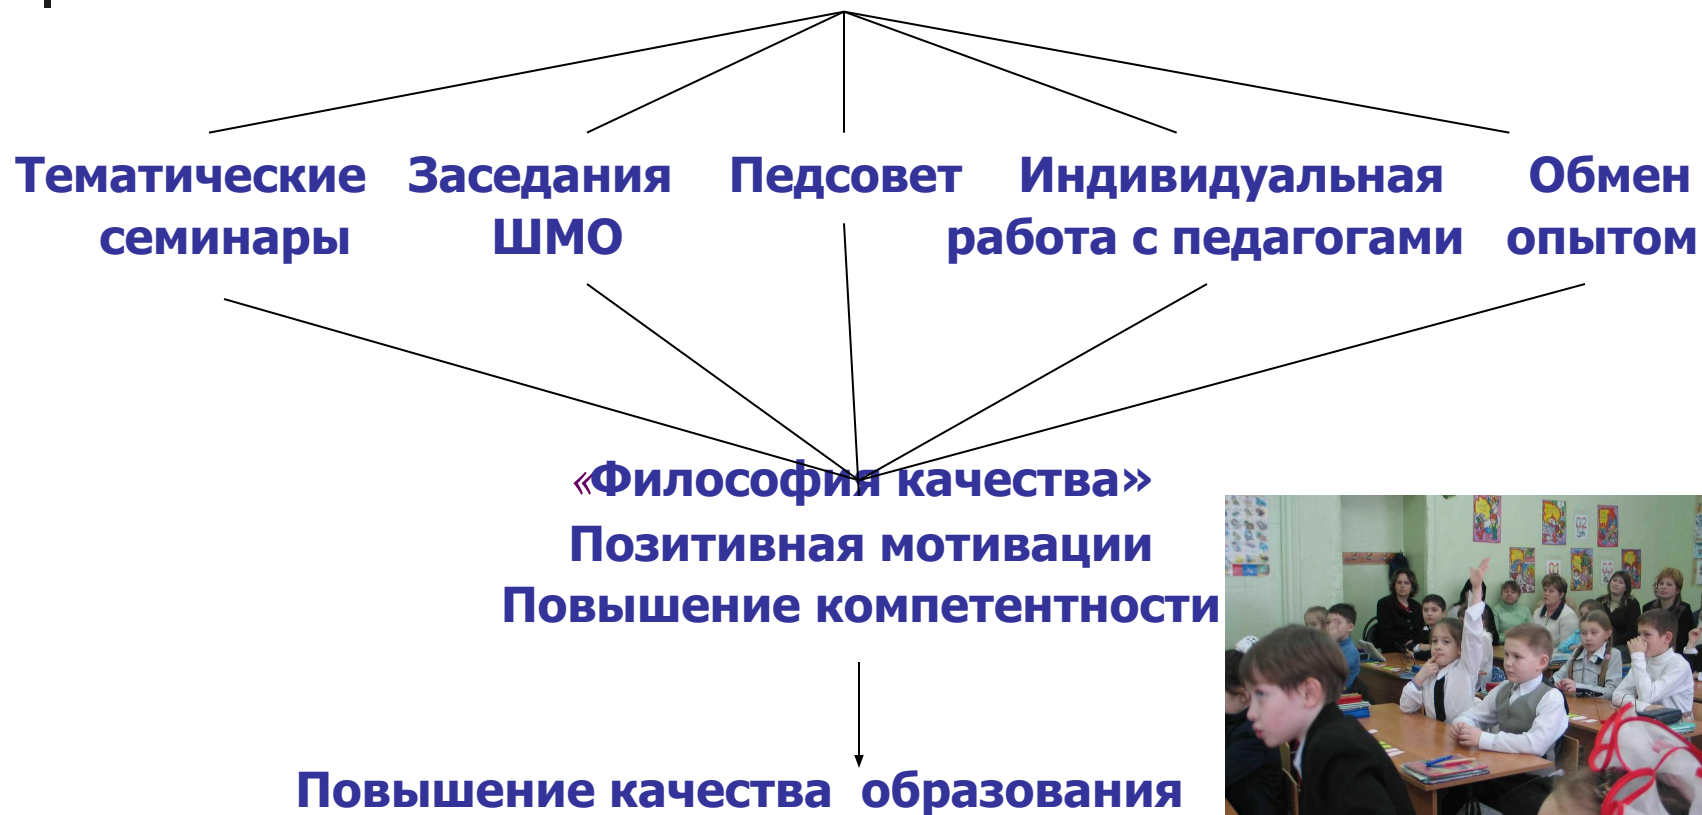 Тематические Заседания Педсовет Индивидуальная Обмен
семинары ШМО работа с педагогами опытом
«Философия качества»
Позитивная мотивации
Повышение компетентности
Повышение качества образования